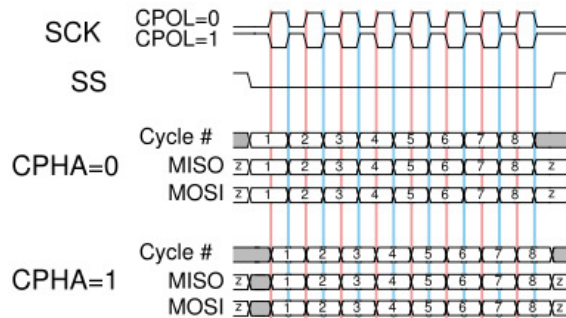 SCK CPOL=0
CPOL=1
SS
Cycle # 1 2 3 4 5 6 7 8
CPHA=0 MISO z 1 2 3 4 5 6 7 8 z
MOSI z 1 2 3 4 5 6 7 8 z
Cycle # 1 2 3 4 5 6 7 8
CPHA=1 MISO z 1 2 3 4 5 6 7 8 z
MOSI z 1 2 3 4 5 6 7 8 z